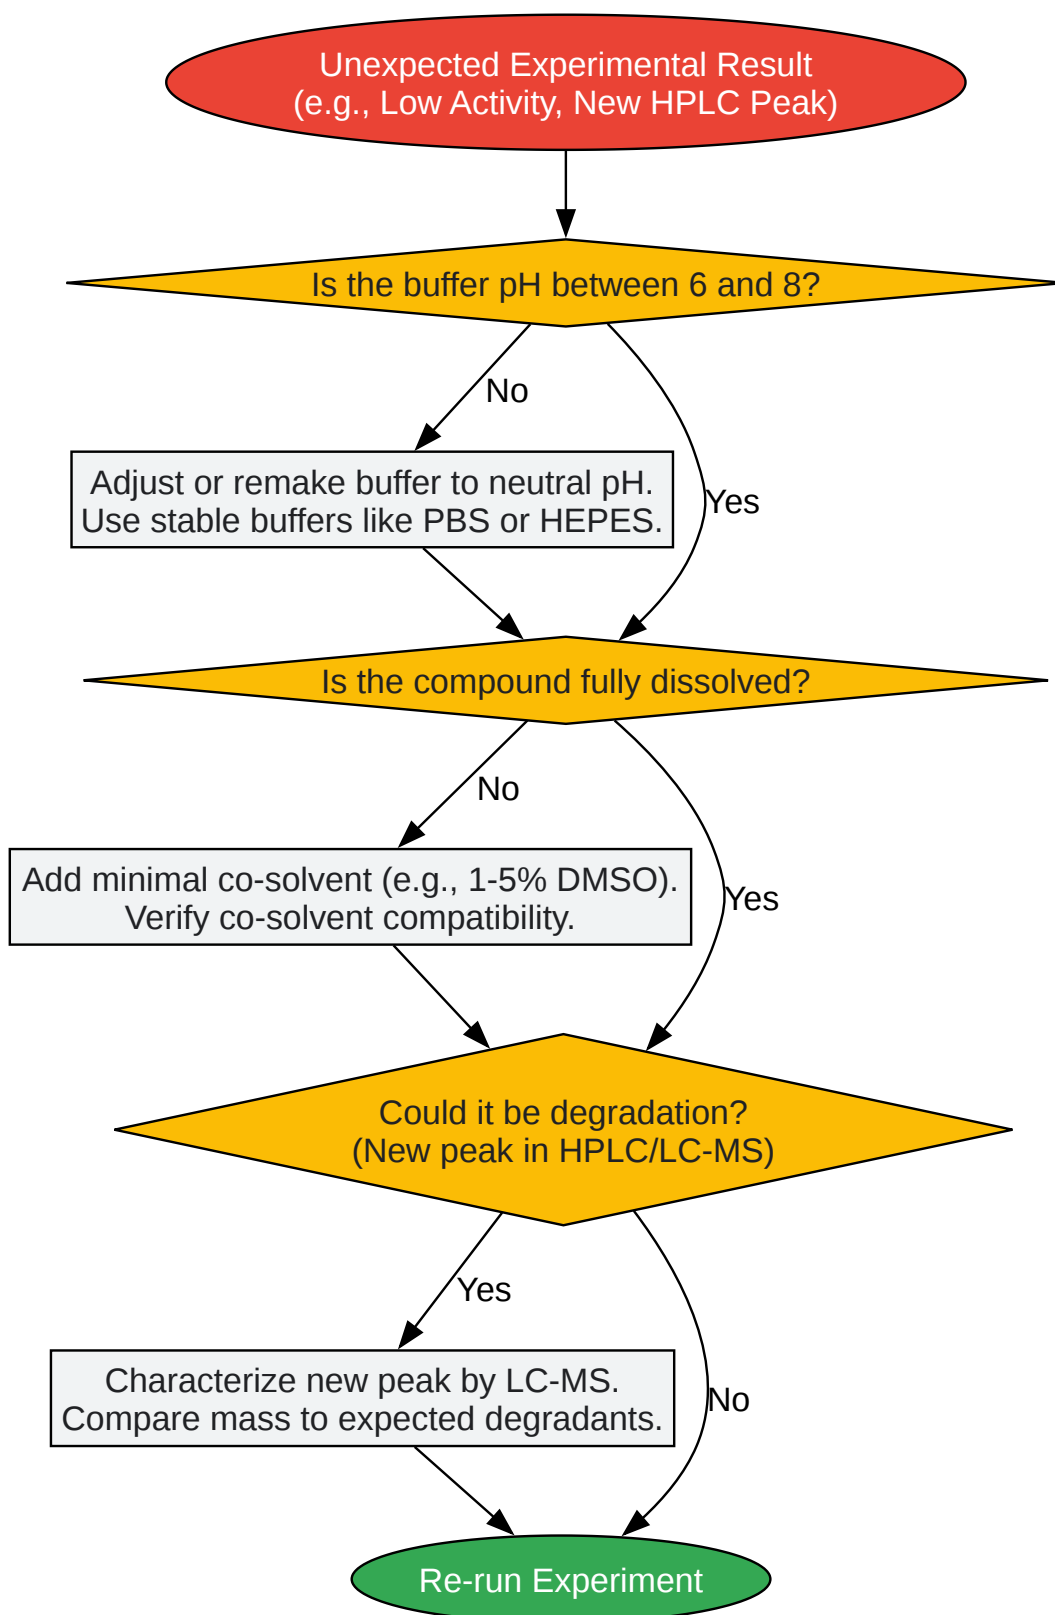 Unexpected Experimental Result
(e.g., Low Activity, New HPLC Peak)
Is the buffer pH between 6 and 8?
No
Adjust or remake buffer to neutral pH.
Use stable buffers like PBS or HEPES.
Yes
Is the compound fully dissolved?
No
Add minimal co-solvent (e.g., 1-5% DMSO).
Verify co-solvent compatibility.
Yes
Could it be degradation?
(New peak in HPLC/LC-MS)
Yes
Characterize new peak by LC-MS.
Compare mass to expected degradants.
No
Re-run Experiment